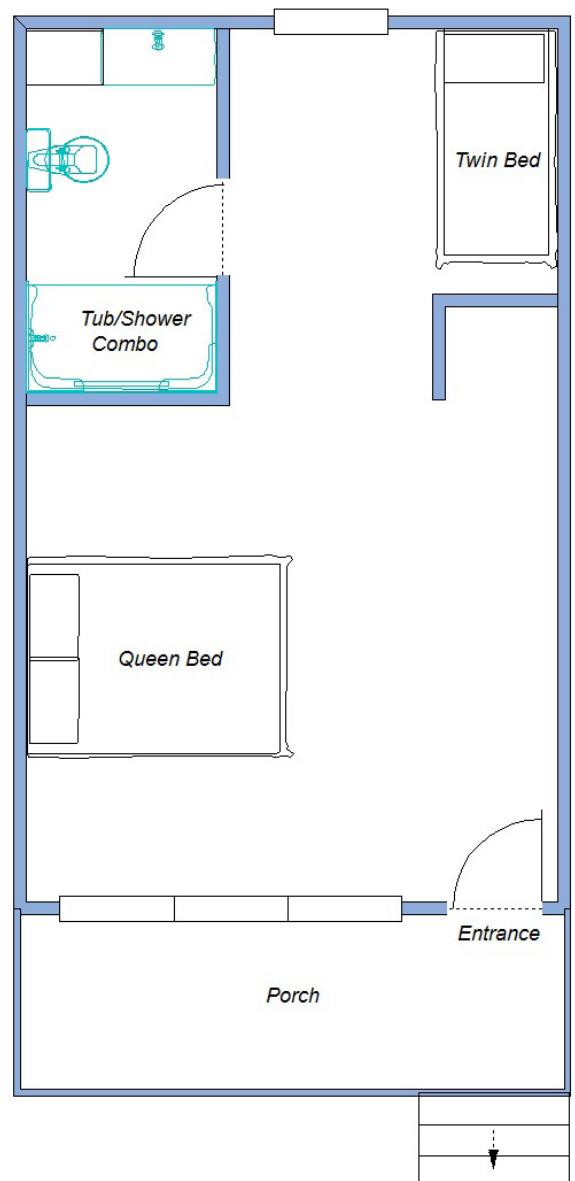 Twin Bed
Tub/Shower
Combo
Queen Bed
Entrance
Porch